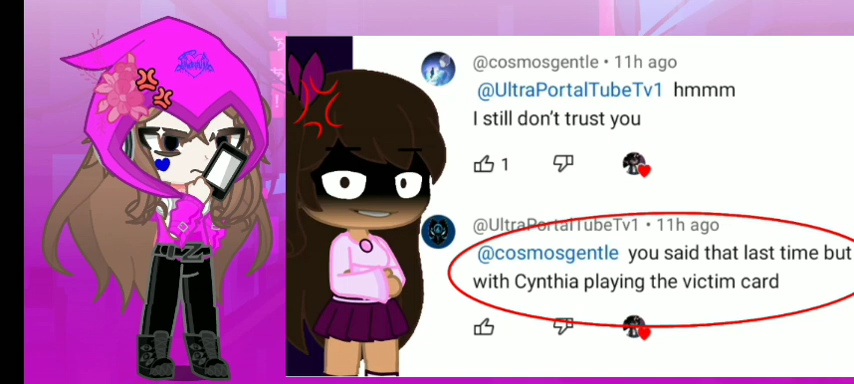 @cosmosgentle • 11h ago
@UltraPortalTubeTv1 hmmm
I still don't trust you
1
@UltraPortalTubeTv1 • 11h ago
@cosmosgentle you said that last time but
with Cynthia playing the victim card